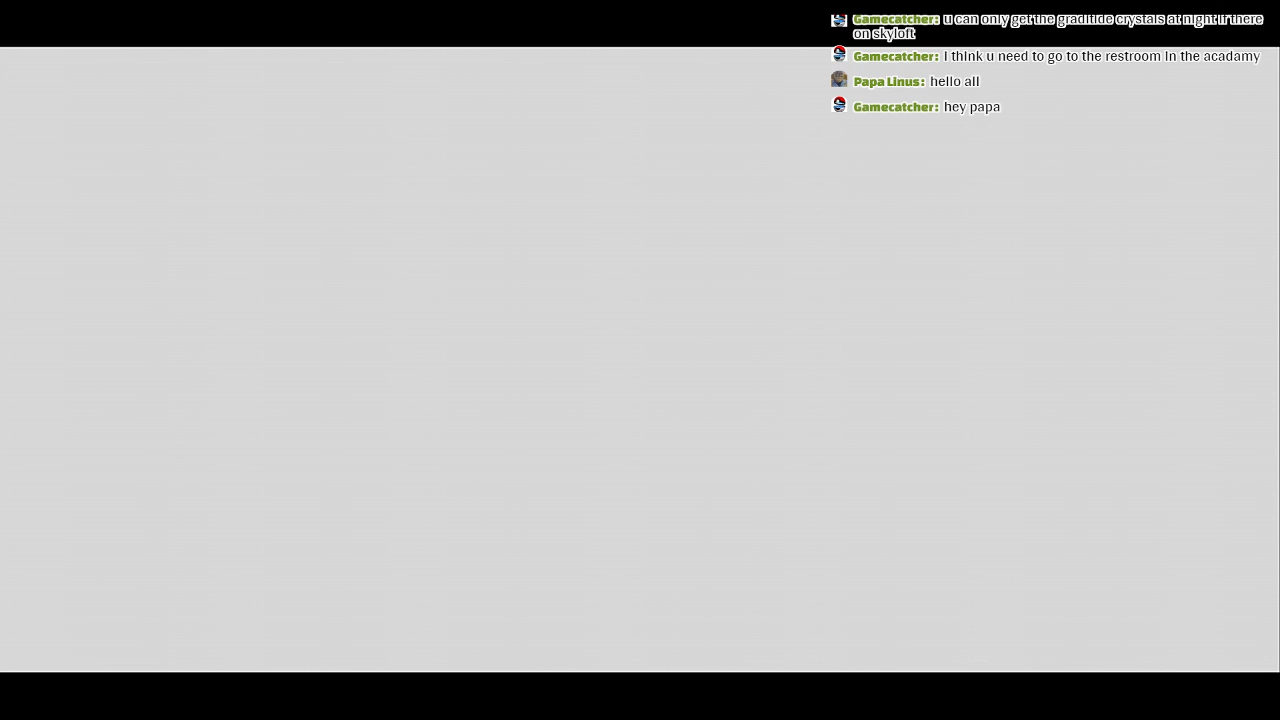 Gamecatcher: u can only get the graditide crystals at night if there
on skyloft
Gamecatcher: I think u need to go to the restroom in the acadamy
Papa Linus: hello all
Gamecatcher: hey papa